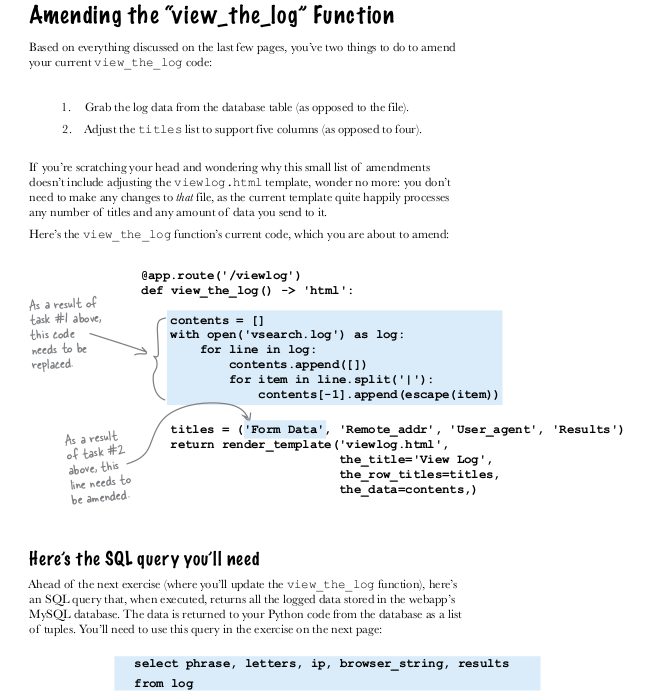 Amending the “view_the_log” Function
Based on everything discussed on the last few pages, you’ve two things to do to amend
your current view_the_log code:
1. Grab the log data from the database table (as opposed to the file).
2. Adjust the titles list to support five columns (as opposed to four).
If you’re scratching your head and wondering why this small list of amendments
doesn’t include adjusting the viewlog.html template, wonder no more: you don’t
need to make any changes to that file, as the current template quite happily processes
any number of titles and any amount of data you send to it.
Here’s the view_the_log function’s current code, which you are about to amend:
@app.route('/viewlog')
def view_the_log() -> 'html':
As a result of
task #1 above,
this code
needs to be
replaced.
contents = []
with open('vsearch.log') as log:
for line in log:
contents.append([])
for item in line.split('|'):
contents[-1].append(escape(item))
As a result
of task #2
above, this
line needs to
be amended.
titles = ('Form Data', 'Remote_addr', 'User_agent', 'Results')
return render_template('viewlog.html',
the_title='View Log',
the_row_titles=titles,
the_data=contents,)
Here’s the SQL query you’ll need
Ahead of the next exercise (where you’ll update the view_the_log function), here’s
an SQL query that, when executed, returns all the logged data stored in the webapp’s
MySQL database. The data is returned to your Python code from the database as a list
of tuples. You’ll need to use this query in the exercise on the next page:
select phrase, letters, ip, browser_string, results
from log